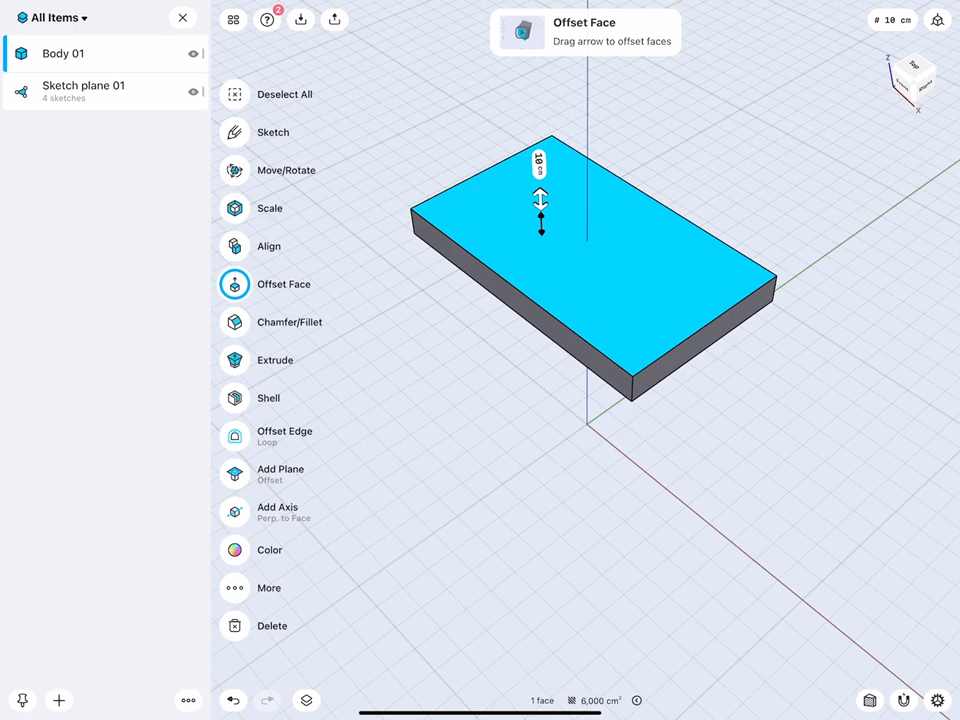 All Items
Body 01
Sketch plane 01
4 sketches
2
Offset Face
Drag arrow to offset faces
# 10 cm
Z
Top
Right
X
10 cm
Deselect All
Sketch
Move/Rotate
Scale
Align
Offset Face
Chamfer/Fillet
Extrude
Shell
Offset Edge
Loop
Add Plane
Offset
Add Axis
Perp. to Face
Color
More
Delete
1 face
6,000 cm²